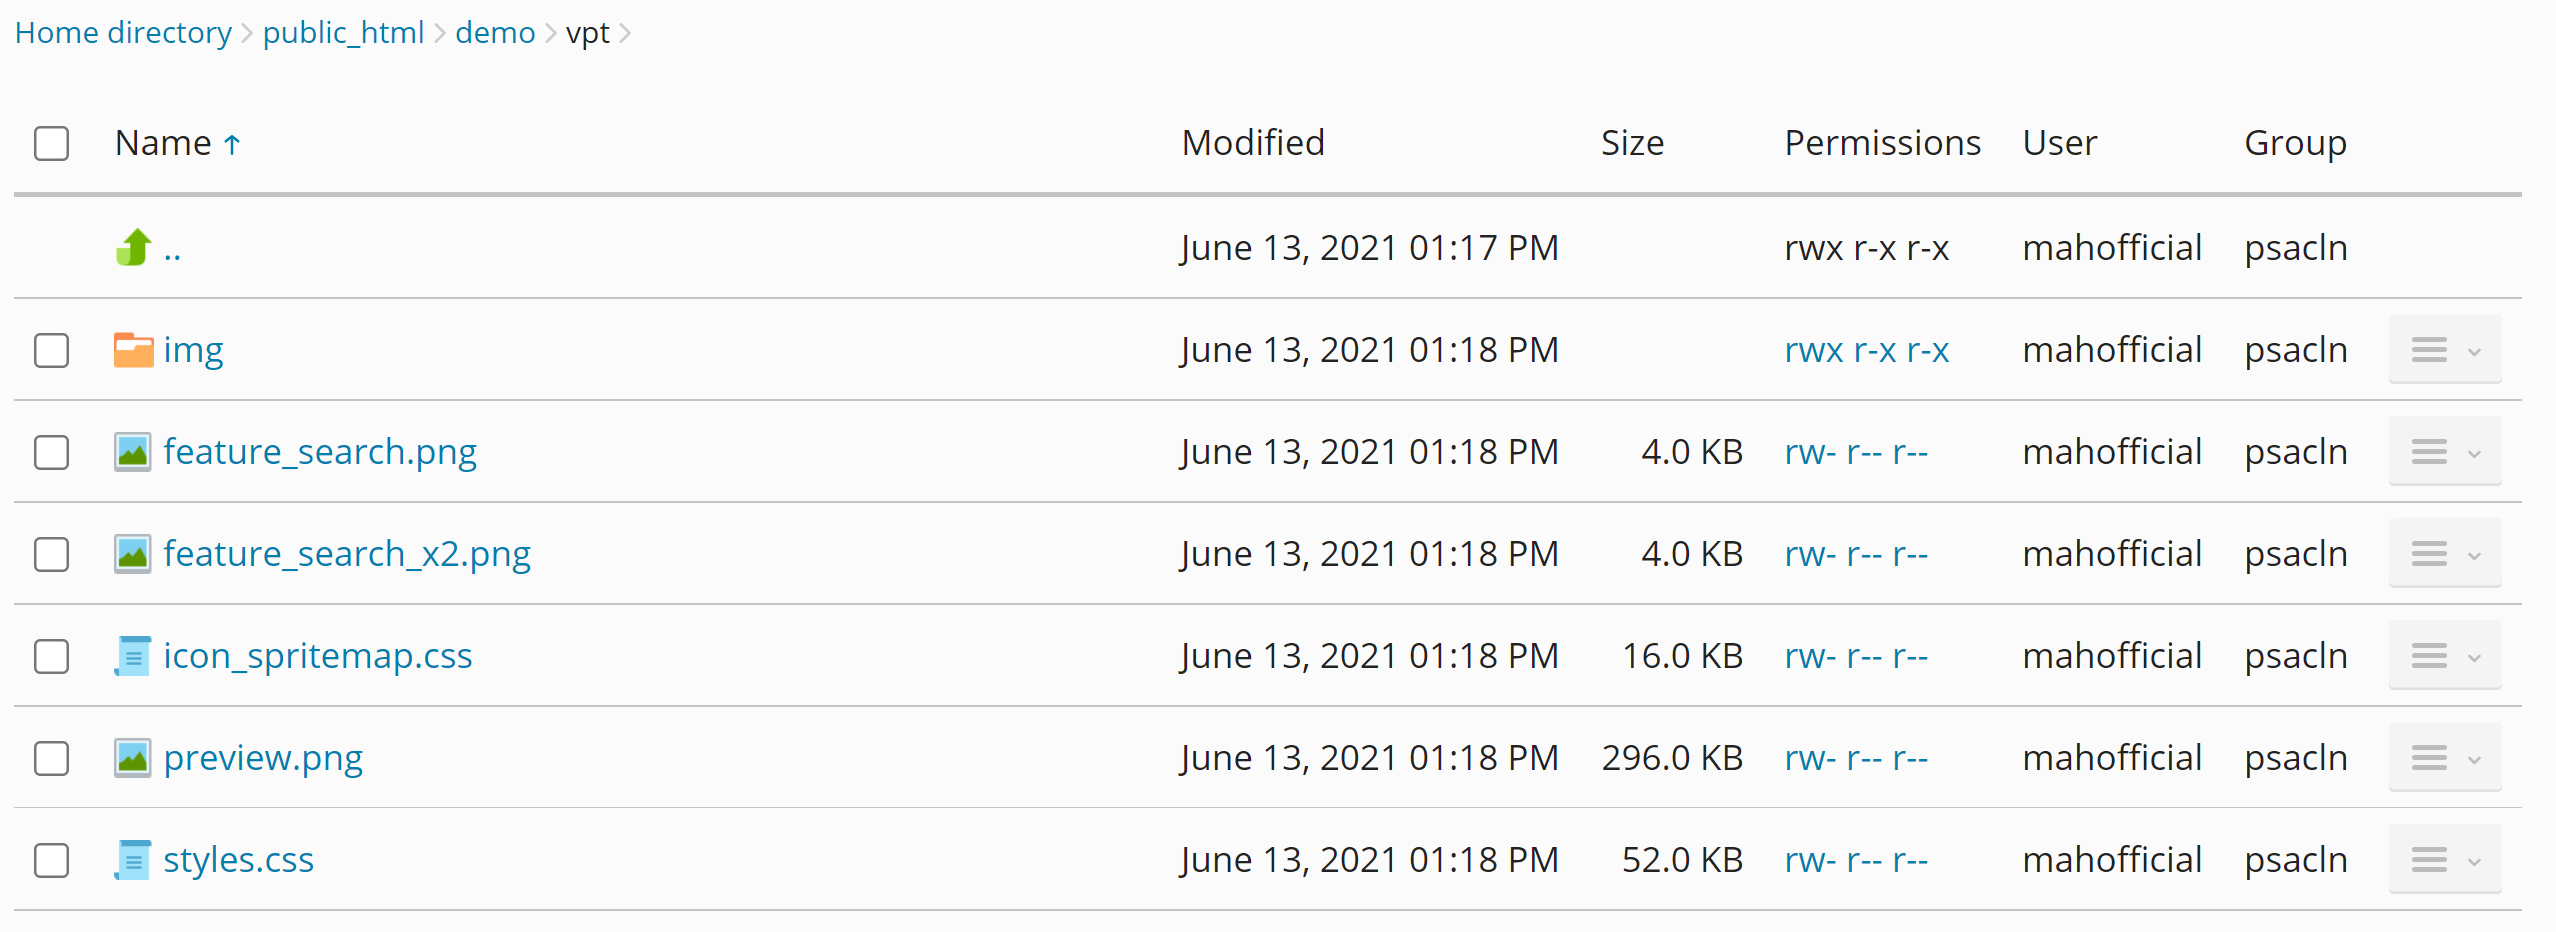 Home directory > public_html > demo > vpt >
Name ↑ Modified Size Permissions User Group
.. June 13, 2021 01:17 PM rwx r-x r-x mahofficial psacln
img June 13, 2021 01:18 PM rwx r-x r-x mahofficial psacln
feature_search.png June 13, 2021 01:18 PM 4.0 KB rw- r-- r-- mahofficial psacln
feature_search_x2.png June 13, 2021 01:18 PM 4.0 KB rw- r-- r-- mahofficial psacln
icon_spritemap.css June 13, 2021 01:18 PM 16.0 KB rw- r-- r-- mahofficial psacln
preview.png June 13, 2021 01:18 PM 296.0 KB rw- r-- r-- mahofficial psacln
styles.css June 13, 2021 01:18 PM 52.0 KB rw- r-- r-- mahofficial psacln